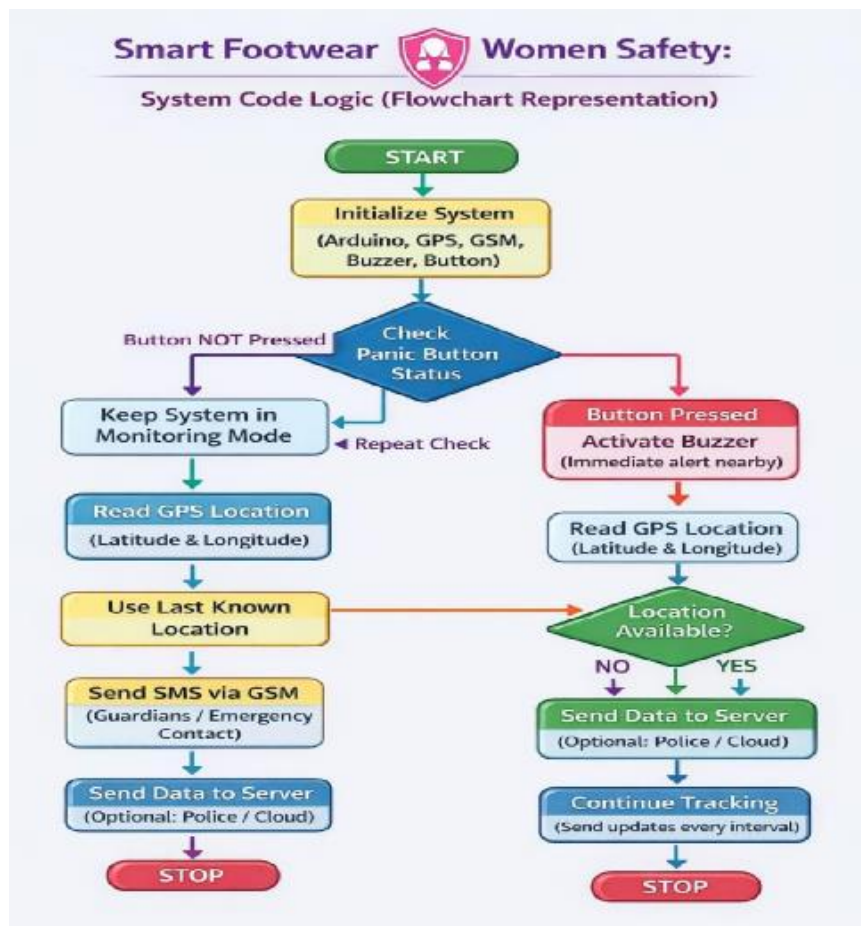 Smart Footwear Women Safety:
System Code Logic (Flowchart Representation)
START
Initialize System
(Arduino, GPS, GSM,
Buzzer, Button)
Check
Panic Button
Status
Button NOT Pressed
Keep System in
Monitoring Mode
◄ Repeat Check
Read GPS Location
(Latitude & Longitude)
Use Last Known
Location
Send SMS via GSM
(Guardians / Emergency
Contact)
Send Data to Server
(Optional: Police / Cloud)
STOP
Button Pressed
Activate Buzzer
(Immediate alert nearby)
Read GPS Location
(Latitude & Longitude)
Location
Available?
NO YES
Send Data to Server
(Optional: Police / Cloud)
Continue Tracking
(Send updates every interval)
STOP